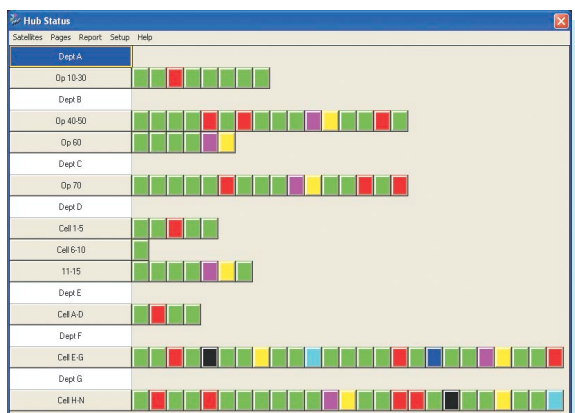 Hub Status
Satellites Pages Report Setup Help
Dept A
Op 10-30
Dept B
Op 40-50
Op 60
Dept C
Op 70
Dept D
Cell 1-5
Cell 6-10
11-15
Dept E
Cell A-D
Dept F
Cell E-G
Dept G
Cell H-N